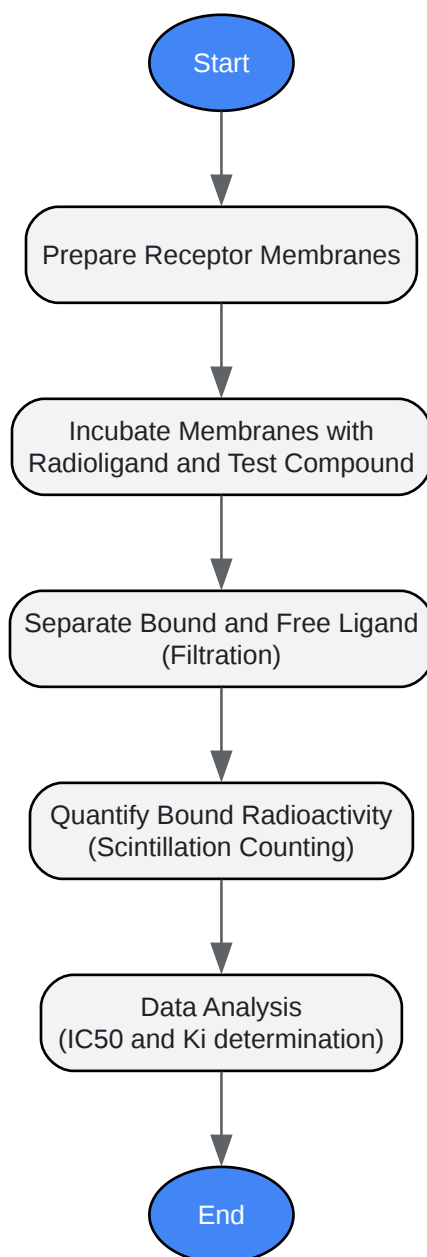 Start
Prepare Receptor Membranes
Incubate Membranes with
Radioligand and Test Compound
Separate Bound and Free Ligand
(Filtration)
Quantify Bound Radioactivity
(Scintillation Counting)
Data Analysis
(IC50 and Ki determination)
End